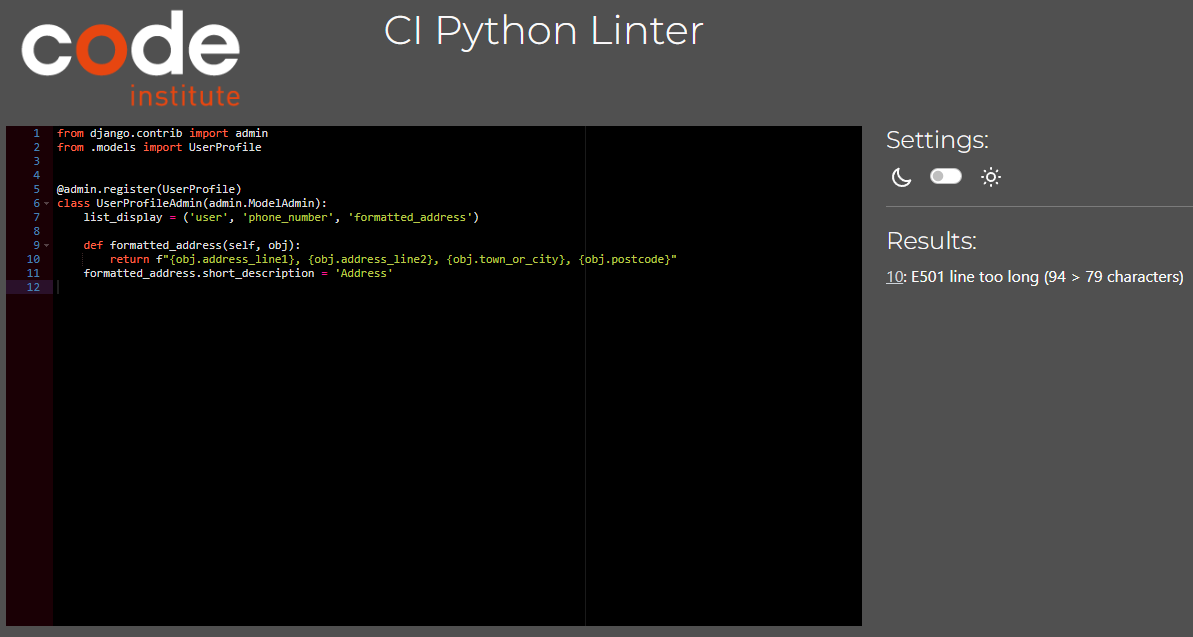 code
institute
CI Python Linter
1 from django.contrib import admin
2 from .models import UserProfile
3
4
5 @admin.register(UserProfile)
6 class UserProfileAdmin(admin.ModelAdmin):
7 list_display = ('user', 'phone_number', 'formatted_address')
8
9 def formatted_address(self, obj):
10 return f"{obj.address_line1}, {obj.address_line2}, {obj.town_or_city}, {obj.postcode}"
11 formatted_address.short_description = 'Address'
12
Settings:
Results:
10: E501 line too long (94 > 79 characters)